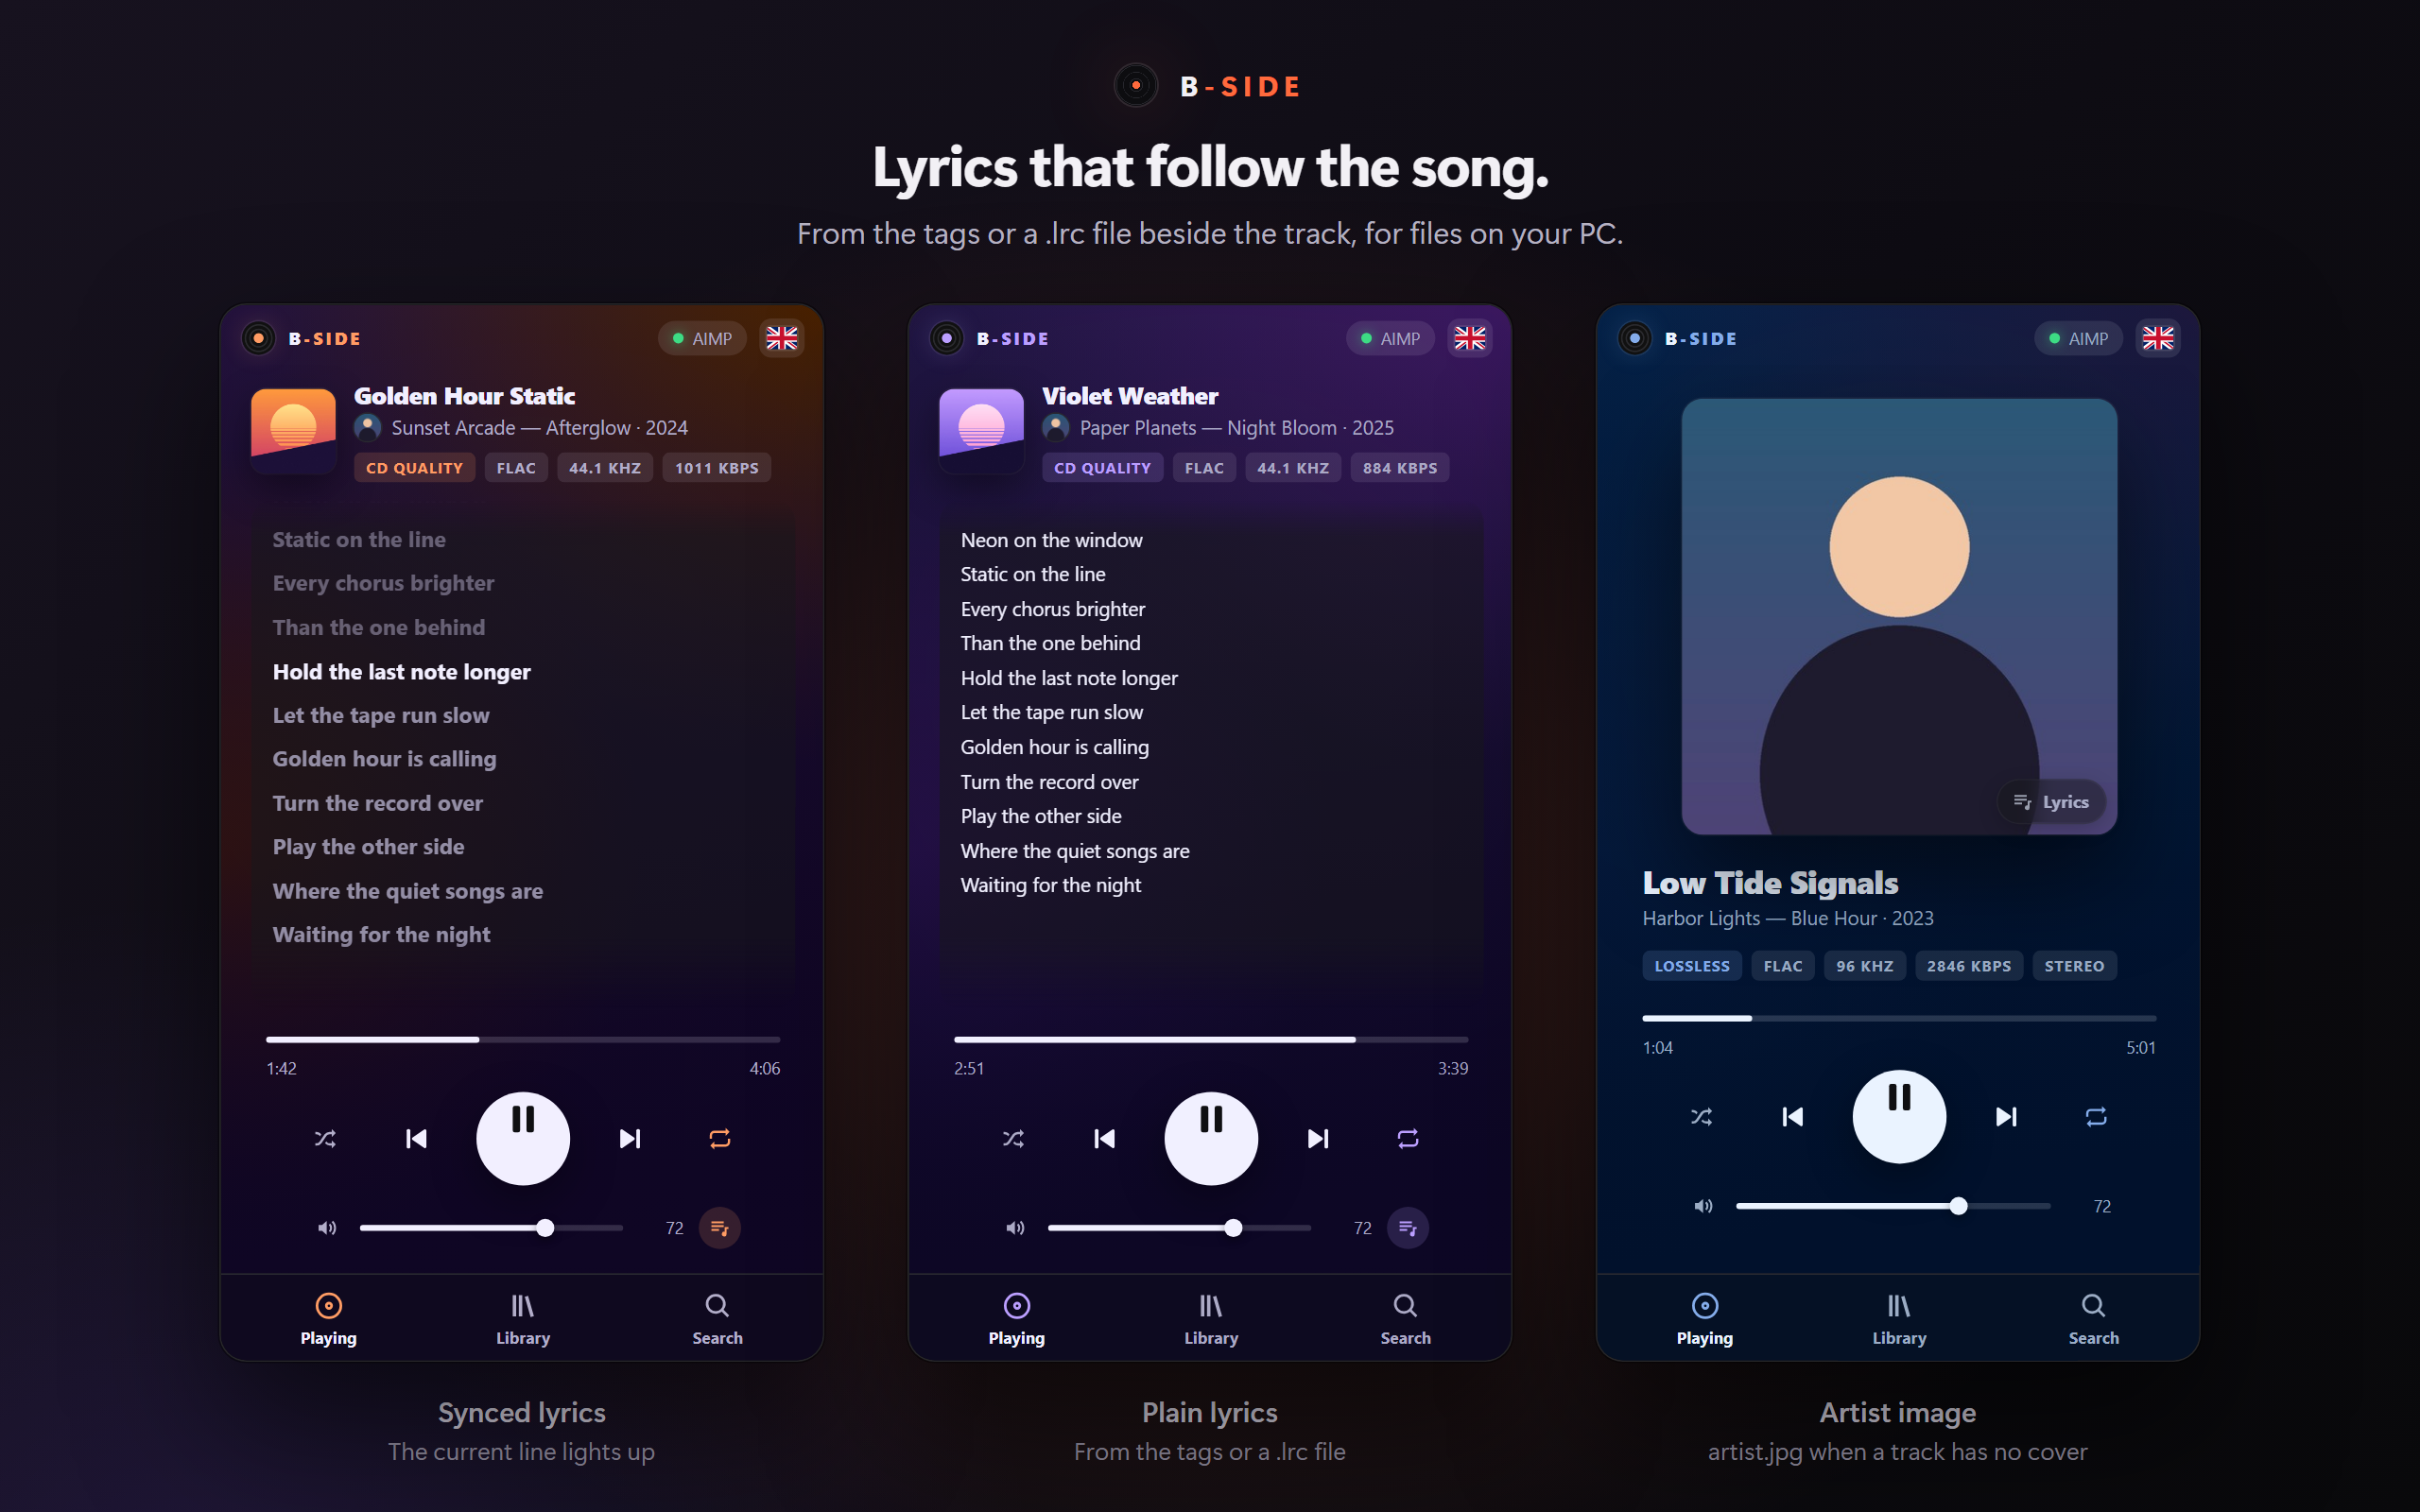 B-SIDE
Lyrics that follow the song.
From the tags or a .lrc file beside the track, for files on your PC.
B-SIDE
AIMP
Golden Hour Static
Sunset Arcade — Afterglow · 2024
CD QUALITY FLAC 44.1 KHZ 1011 KBPS
Static on the line
Every chorus brighter
Than the one behind
Hold the last note longer
Let the tape run slow
Golden hour is calling
Turn the record over
Play the other side
Where the quiet songs are
Waiting for the night
1:42 4:06
72
Playing Library Search
Synced lyrics
The current line lights up
B-SIDE
AIMP
Violet Weather
Paper Planets — Night Bloom · 2025
CD QUALITY FLAC 44.1 KHZ 884 KBPS
Neon on the window
Static on the line
Every chorus brighter
Than the one behind
Hold the last note longer
Let the tape run slow
Golden hour is calling
Turn the record over
Play the other side
Where the quiet songs are
Waiting for the night
2:51 3:39
72
Playing Library Search
Plain lyrics
From the tags or a .lrc file
B-SIDE
AIMP
Lyrics
Low Tide Signals
Harbor Lights — Blue Hour · 2023
LOSSLESS FLAC 96 KHZ 2846 KBPS STEREO
1:04 5:01
72
Playing Library Search
Artist image
artist.jpg when a track has no cover